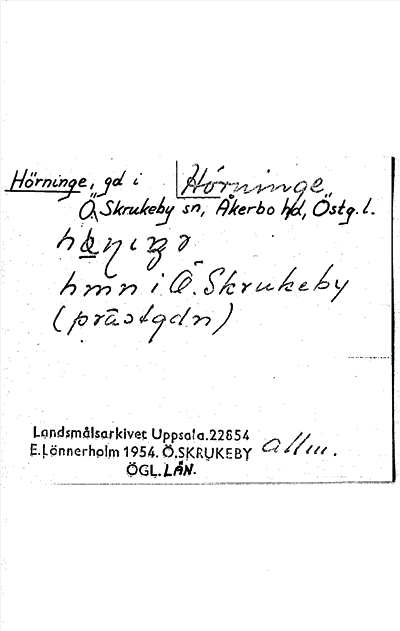 Hörninge, gd i Hörninge
Ö. Skrukeby sn, Åkerbo hd, Östg. l.
hmn i Ö. Skrukeby
(prästgdn)
Landsmålsarkivet Uppsala. 22854
E. Lönnerholm 1954. Ö. SKRUKEBY allm.
ÖGL. LÄN.